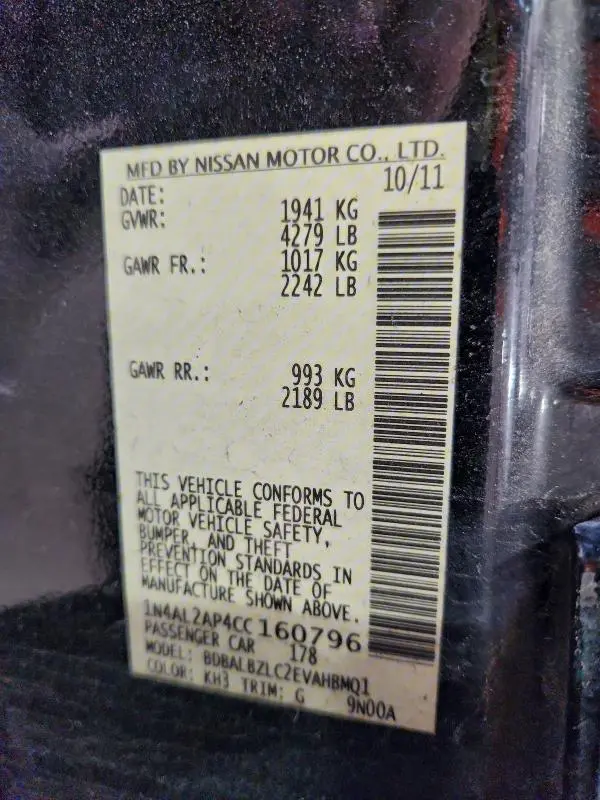 MFD BY NISSAN MOTOR CO., LTD.
DATE: 10/11
GVWR: 1941 KG
4279 LB
GAWR FR.: 1017 KG
2242 LB
GAWR RR.: 993 KG
2189 LB
THIS VEHICLE CONFORMS TO
ALL APPLICABLE FEDERAL
MOTOR VEHICLE SAFETY,
BUMPER, AND THEFT
PREVENTION STANDARDS IN
EFFECT ON THE DATE OF
MANUFACTURE SHOWN ABOVE.
1N4AL2AP4CC160796
PASSENGER CAR 178
MODEL: BDBALBZLC2EVAHBMQ1
COLOR: KH3 TRIM: G 9N00A